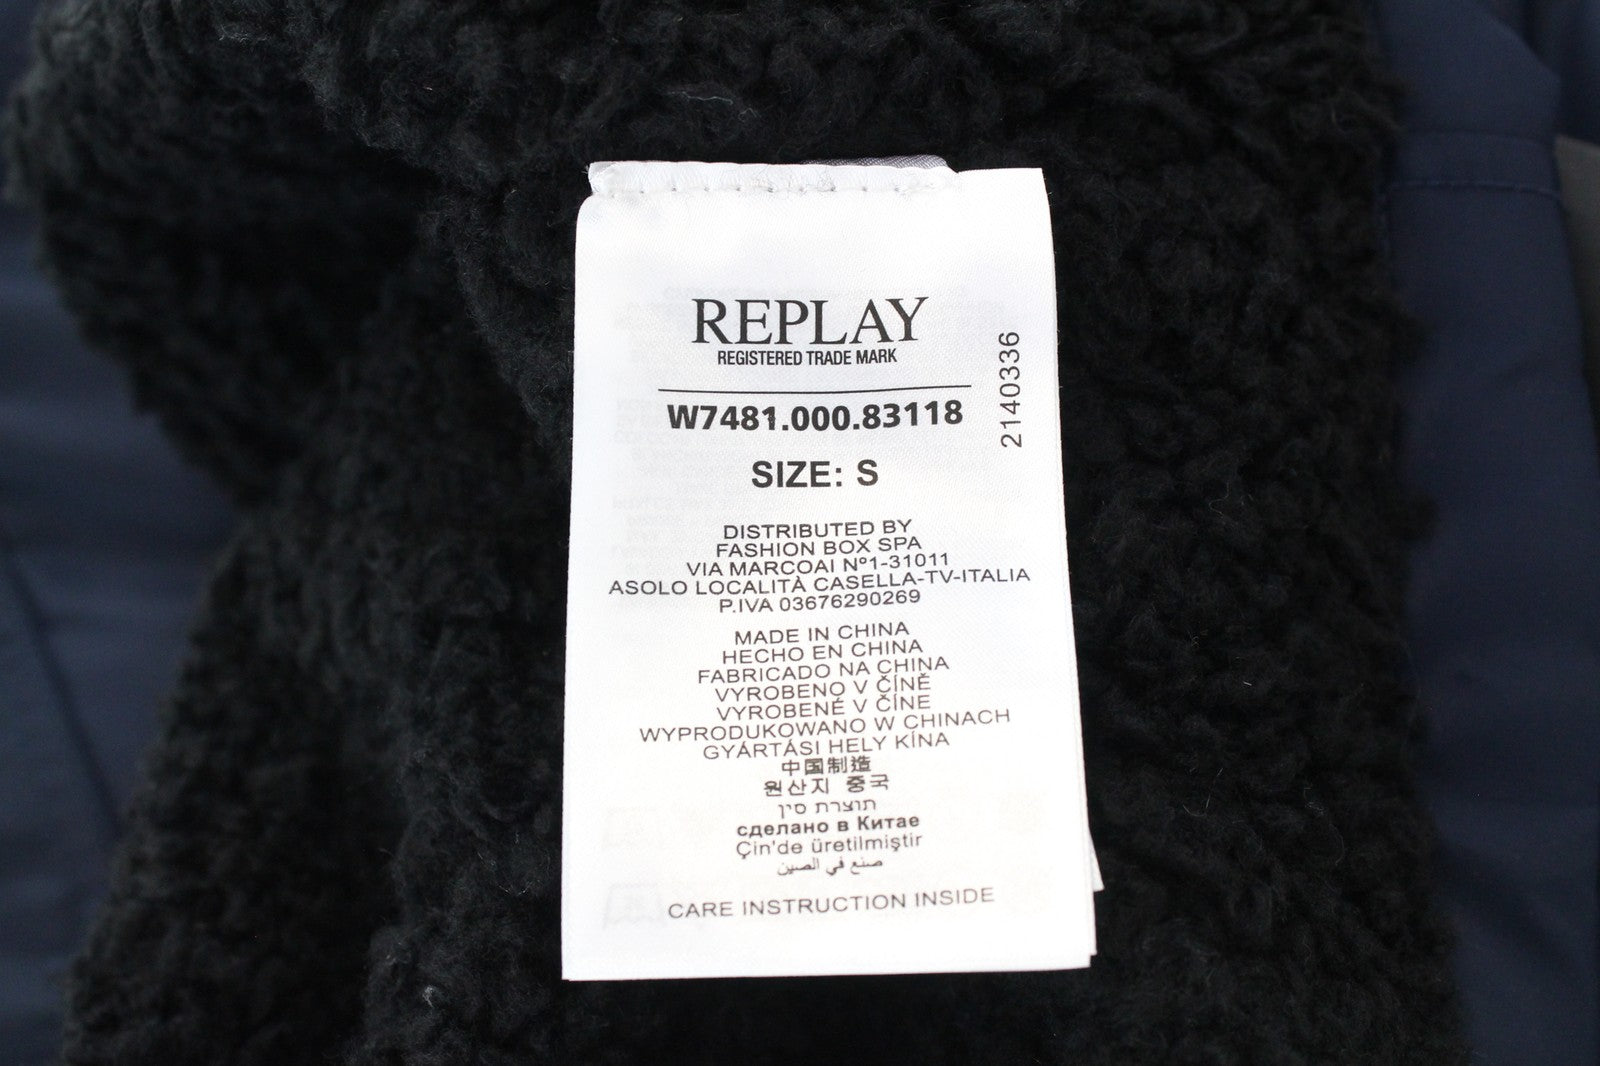 REPLAY
REGISTERED TRADE MARK
2140336
W7481.000.83118
SIZE: S
DISTRIBUTED BY
FASHION BOX SPA
VIA MARCOAI Nº1-31011
ASOLO LOCALITÀ CASELLA-TV-ITALIA
P.IVA 03676290269
MADE IN CHINA
HECHO EN CHINA
FABRICADO NA CHINA
VYROBENO V ČÍNĚ
VYROBENÉ V ČÍNE
WYPRODUKOWANO W CHINACH
GYÁRTÁSI HELY KÍNA
中国制造
원산지 중국
תוצרת סין
сделано в Китае
Çin'de üretilmiştir
صنع في الصين
CARE INSTRUCTION INSIDE